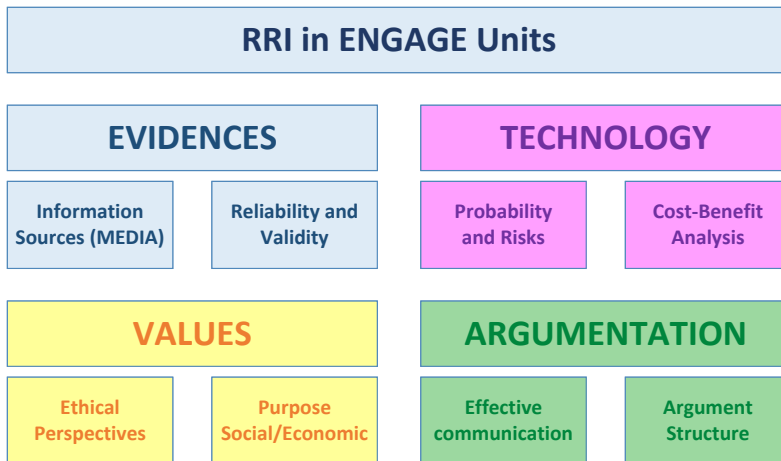 RRI in ENGAGE Units
EVIDENCES
Information
Sources (MEDIA)
Reliability and
Validity
TECHNOLOGY
Probability
and Risks
Cost-Benefit
Analysis
VALUES
Ethical
Perspectives
Purpose
Social/Economic
ARGUMENTATION
Effective
communication
Argument
Structure